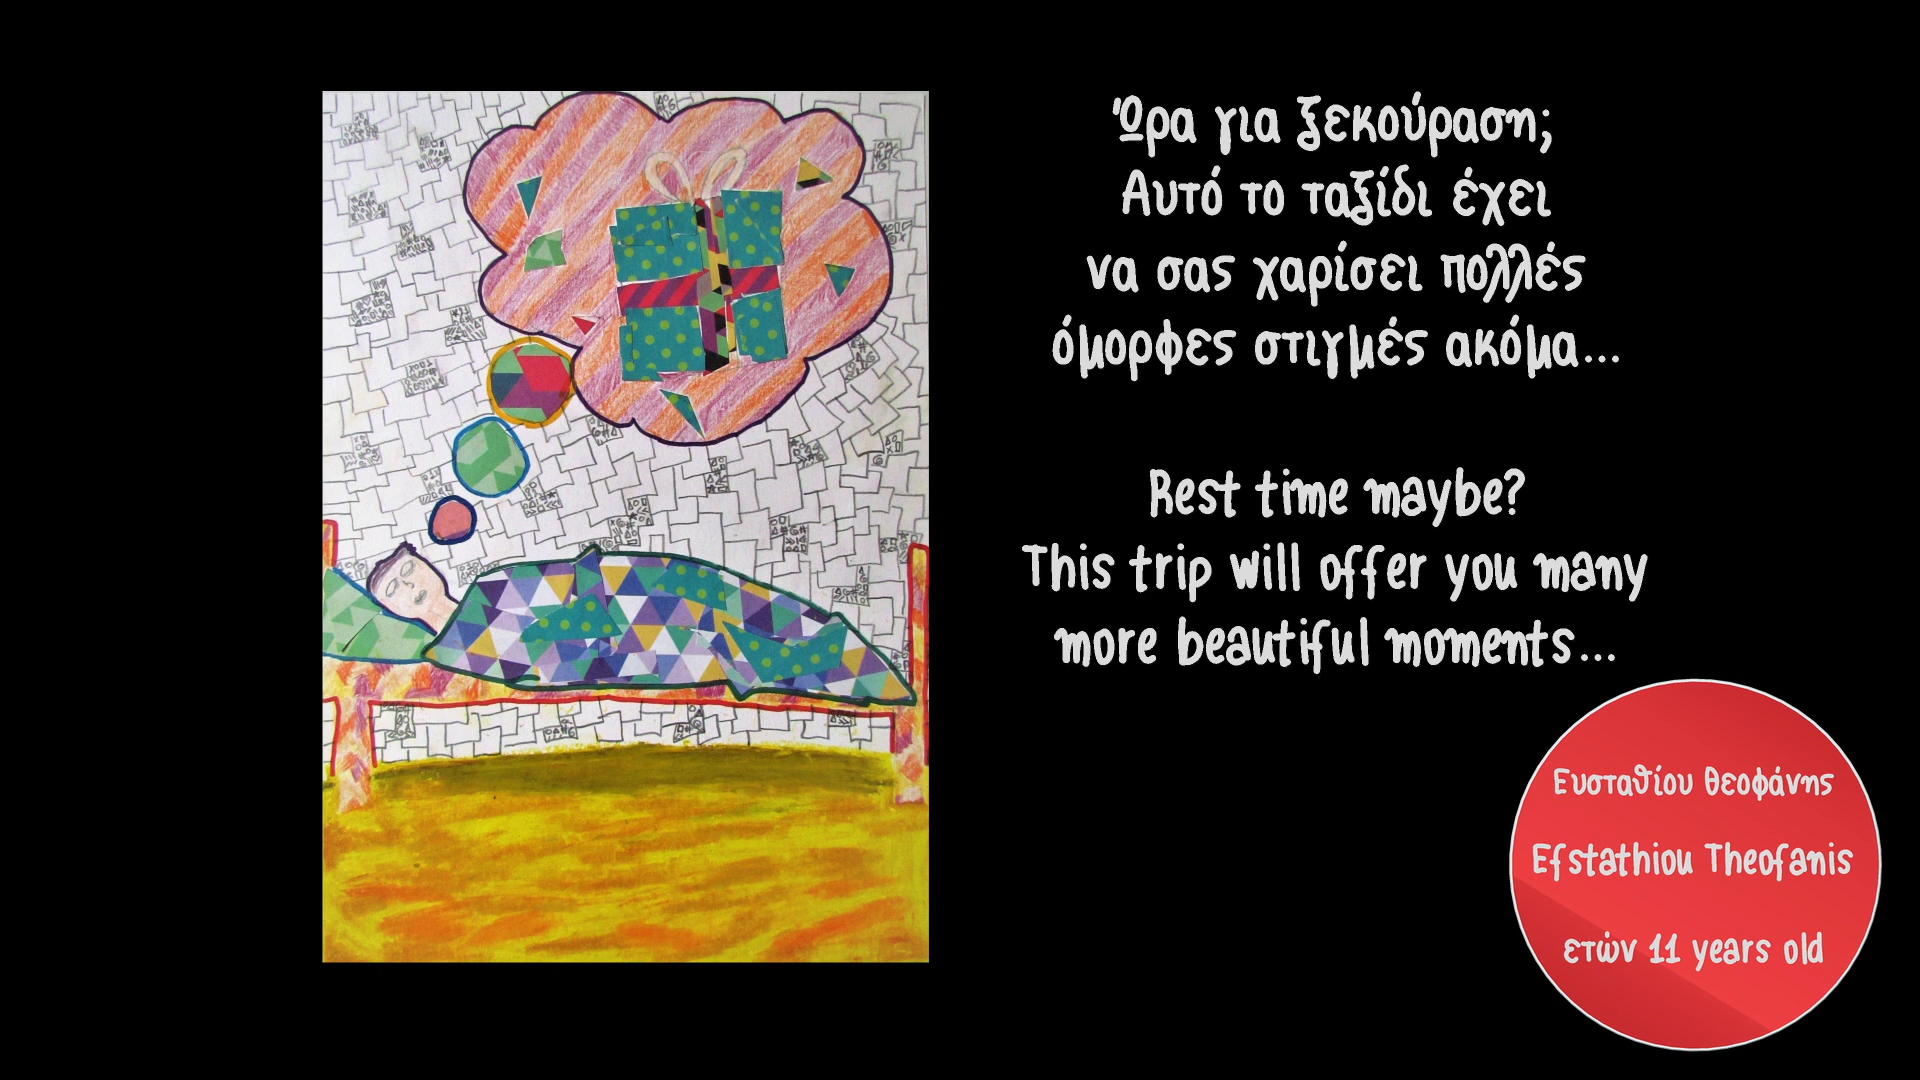 Ώρα για ξεκούραση;
Αυτό το ταξίδι έχει
να σας χαρίσει πολλές
όμορφες στιγμές ακόμα...
Rest time maybe?
This trip will offer you many
more beautiful moments...
Ευσταθίου Θεοφάνης
Efstathiou Theofanis
ετών 11 years old